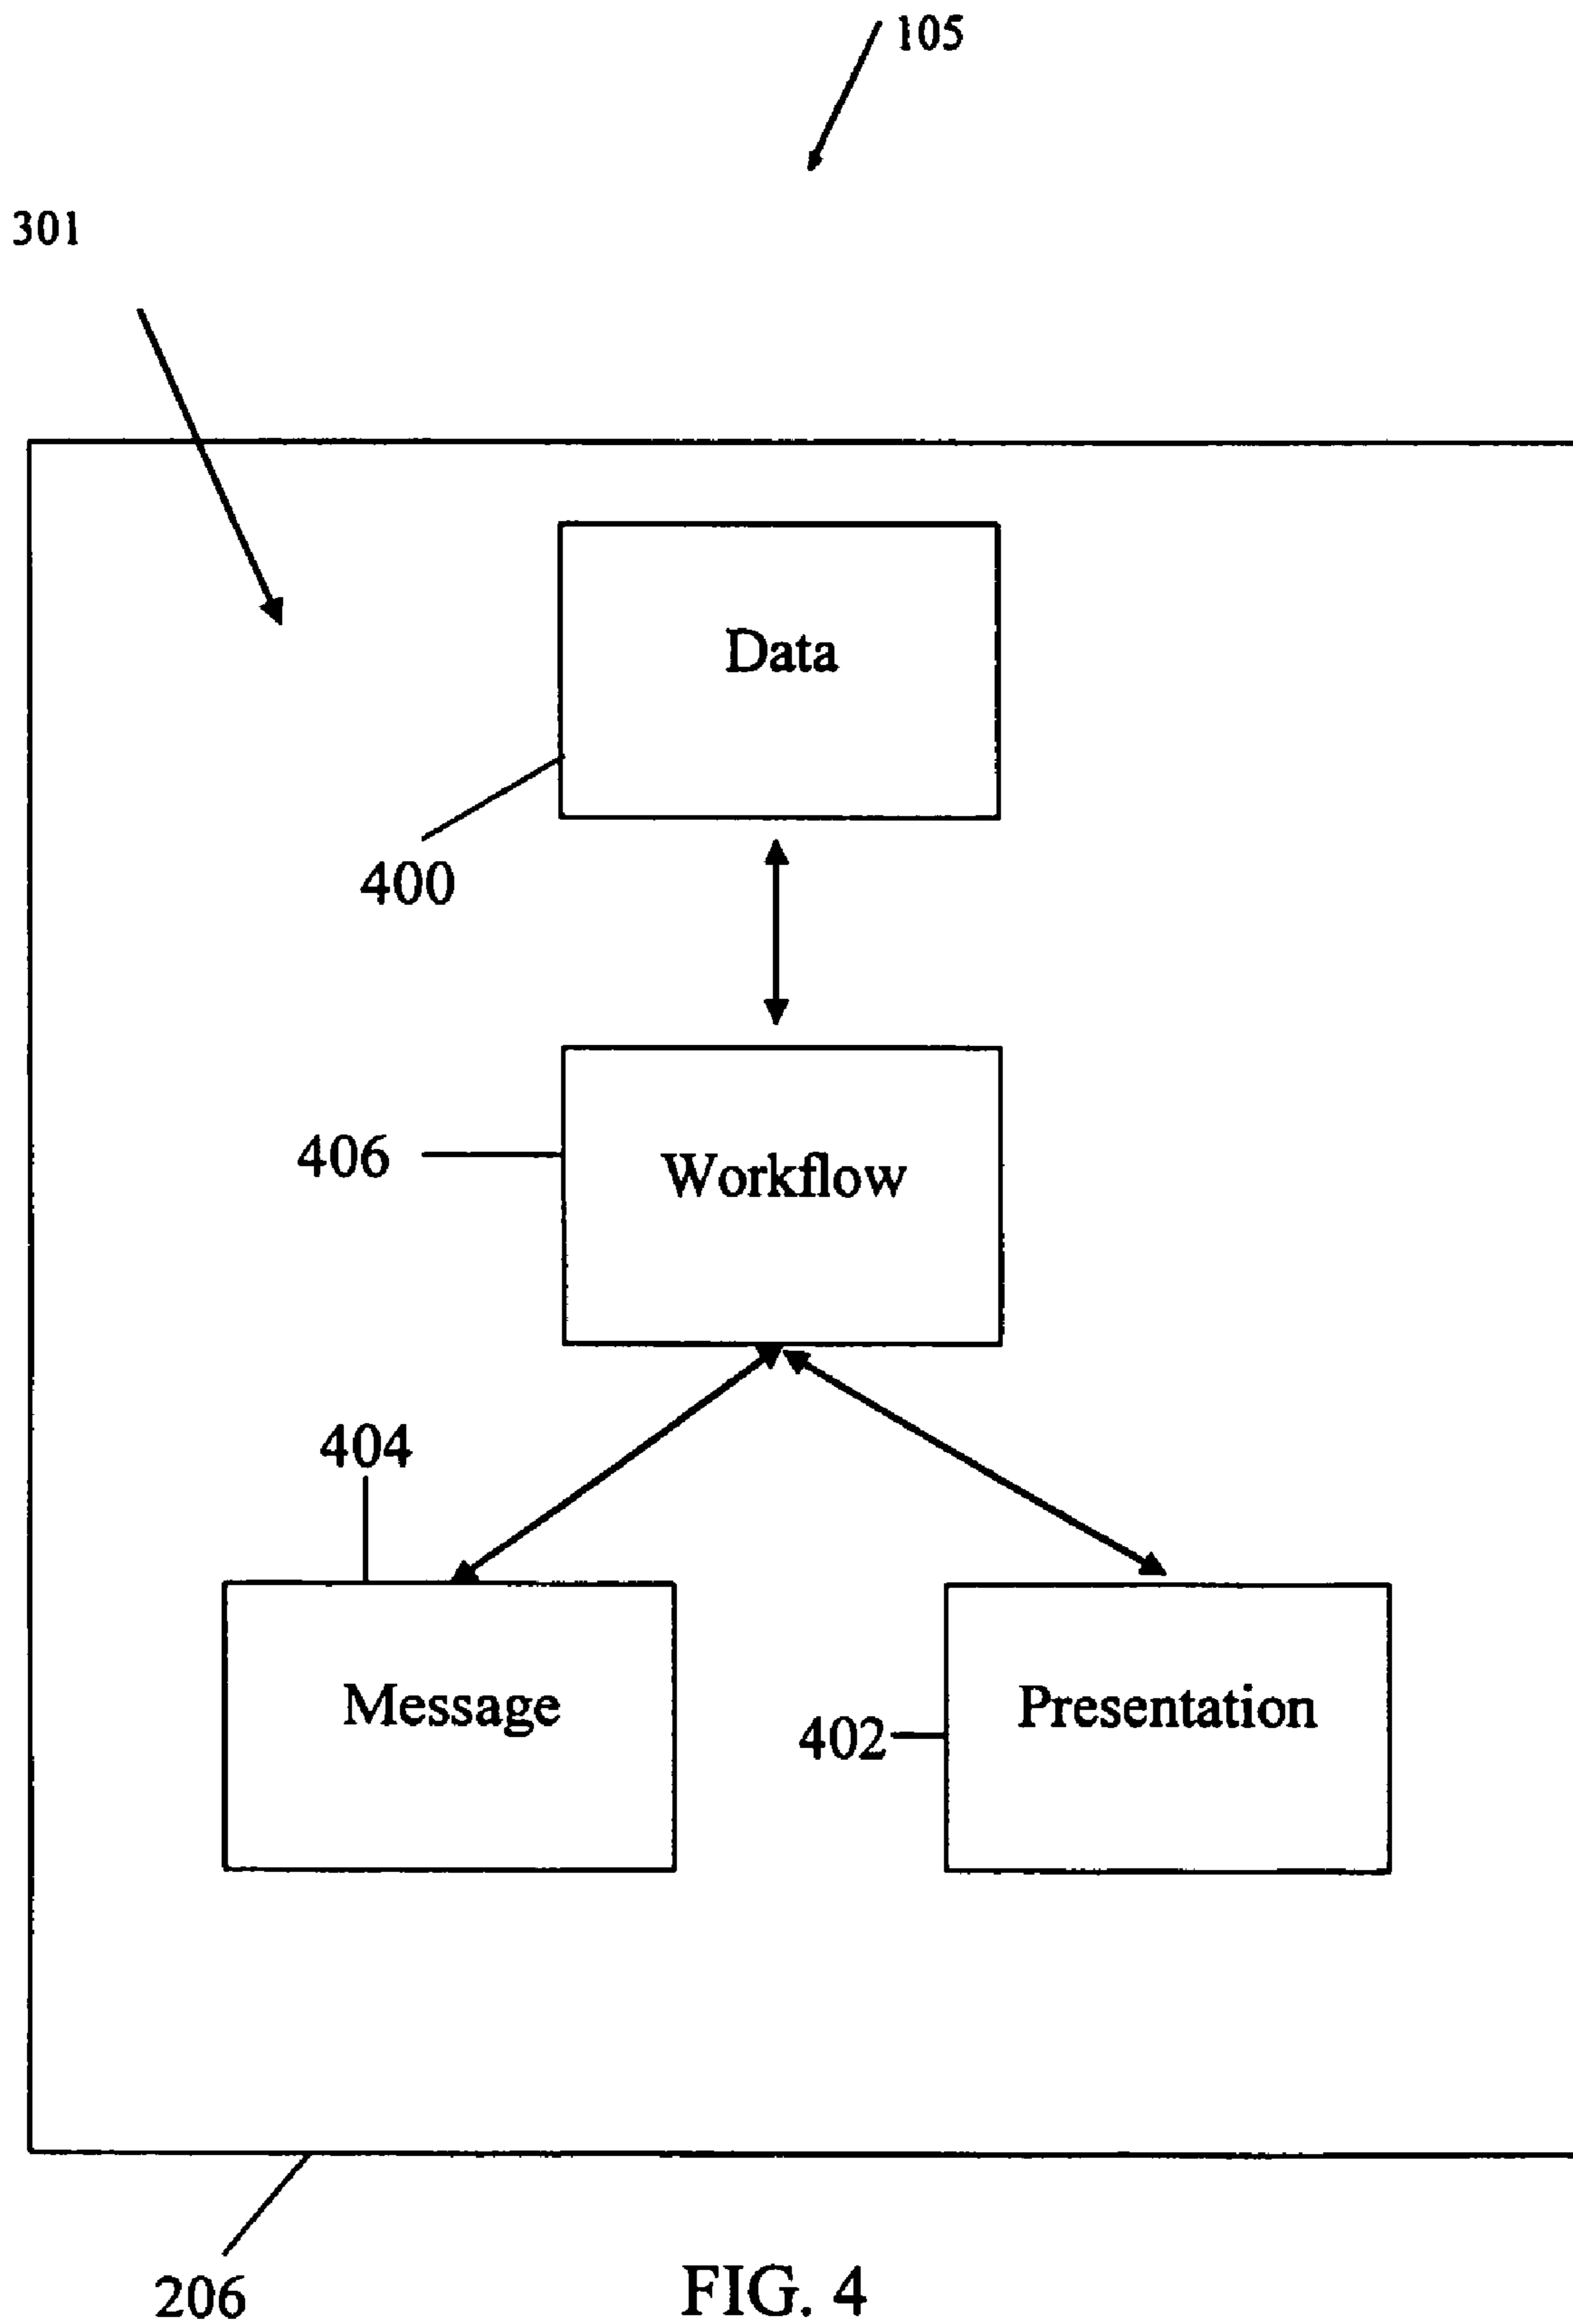 105
301
Data
400
406
Workflow
404
Message
Presentation
402
206
FIG. 4